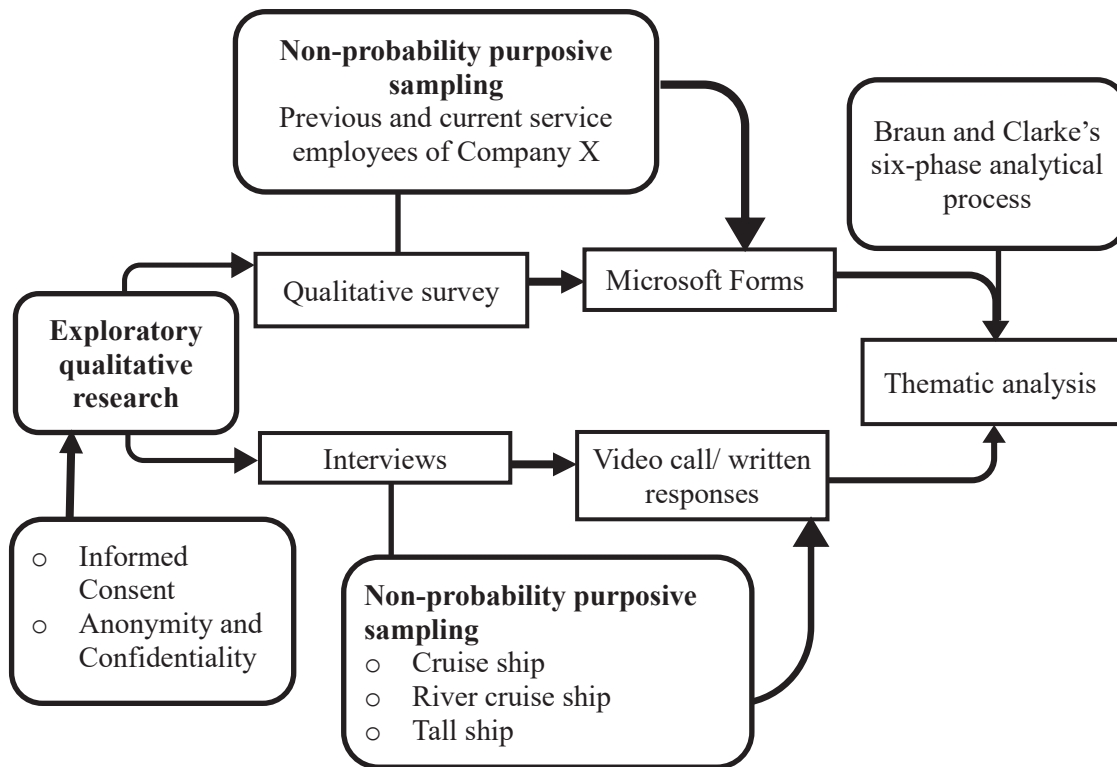 Non-probability purposive
sampling
Previous and current service
employees of Company X
Braun and Clarke’s
six-phase analytical
process
Qualitative survey
Microsoft Forms
Exploratory
qualitative
research
Thematic analysis
Interviews
Video call/ written
responses
o Informed
Consent
o Anonymity and
Confidentiality
Non-probability purposive
sampling
o Cruise ship
o River cruise ship
o Tall ship